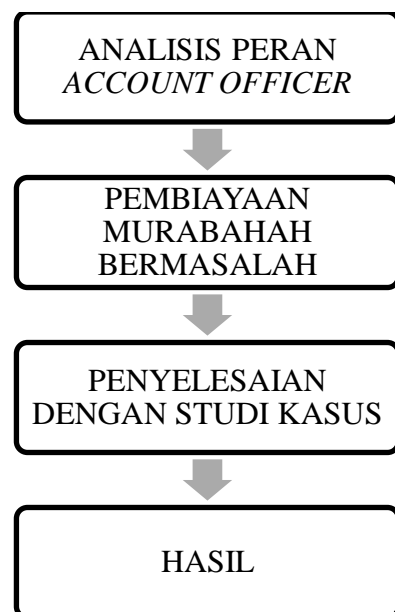 ANALISIS PERAN
ACCOUNT OFFICER
PEMBIAYAAN
MURABAHAH
BERMASALAH
PENYELESAIAN
DENGAN STUDI KASUS
HASIL